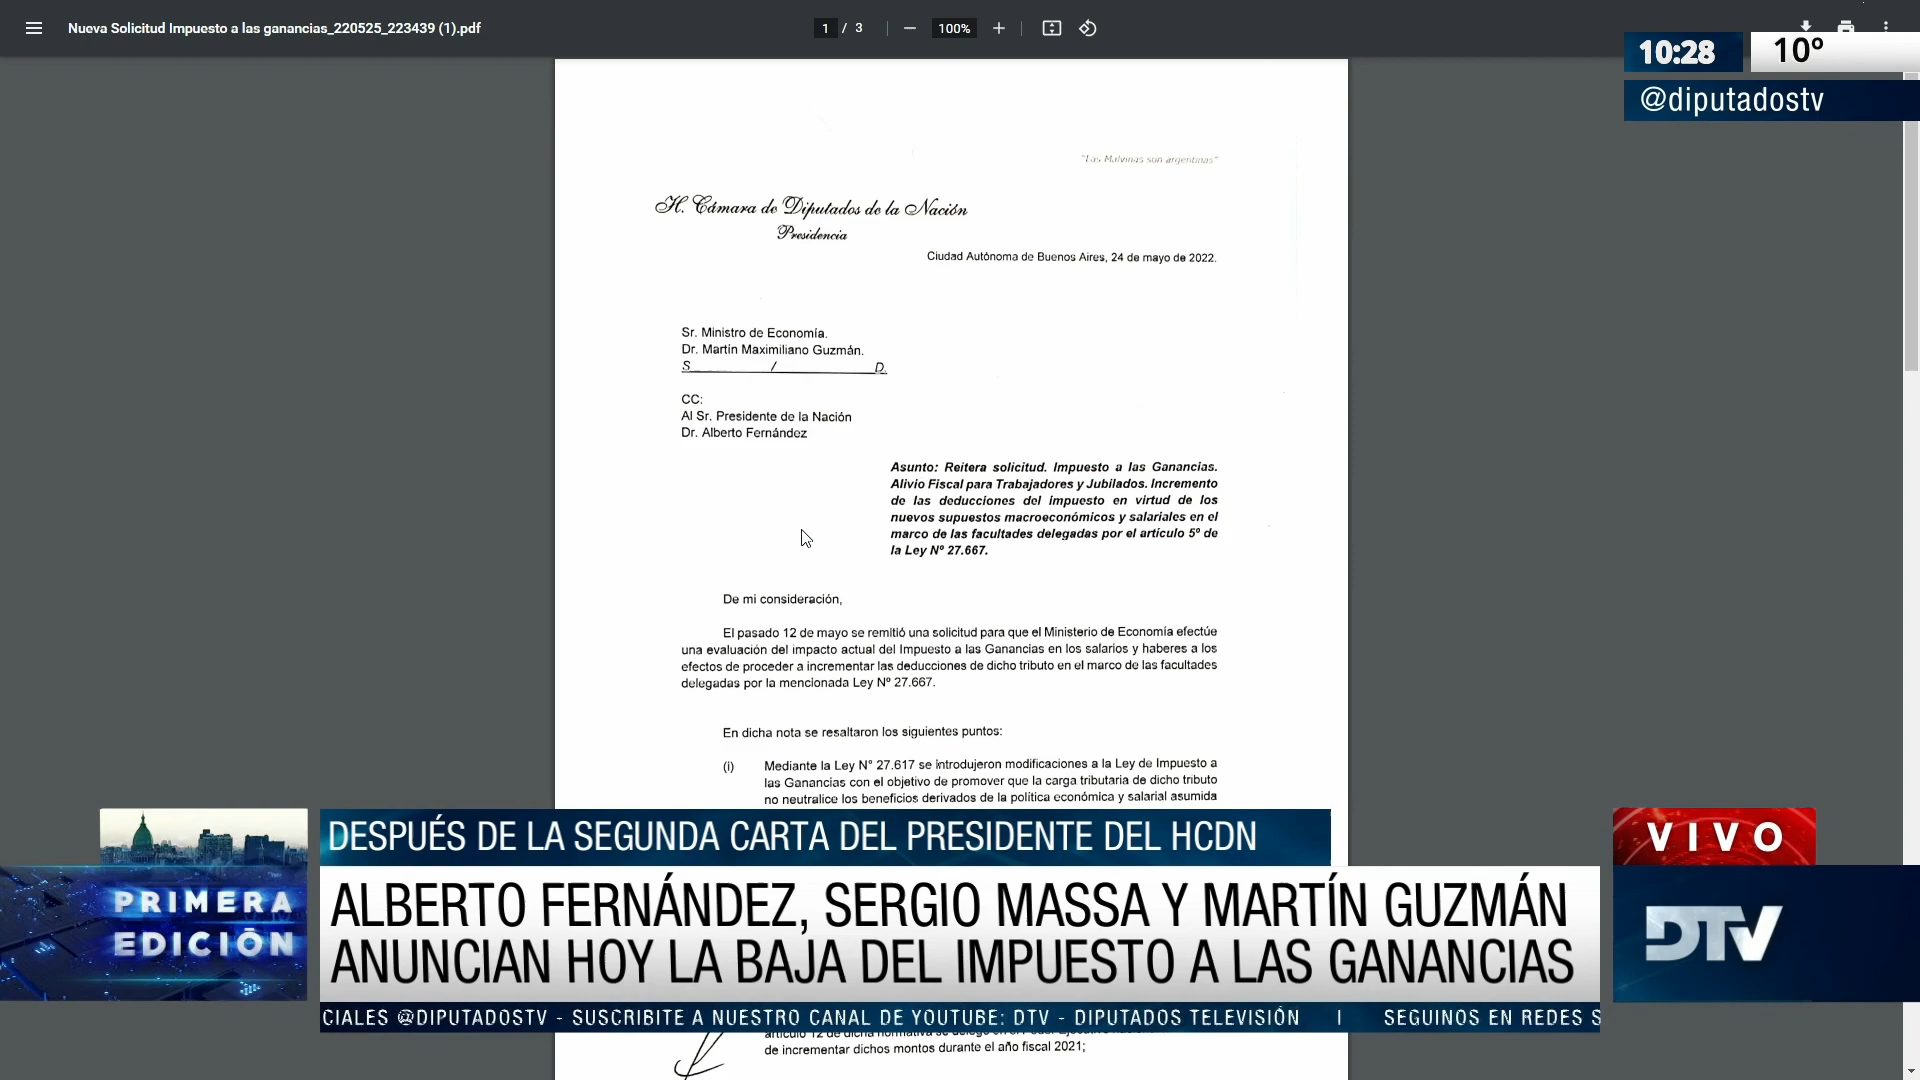 Nueva Solicitud Impuesto a las ganancias_220525_223439 (1).pdf
1 / 3
100%
10:28
10º
@diputadostv
"Las Malvinas son argentinas"
H. Cámara de Diputados de la Nación
Presidencia
Ciudad Autónoma de Buenos Aires, 24 de mayo de 2022.
Sr. Ministro de Economía.
Dr. Martín Maximiliano Guzmán.
S / D.
CC:
Al Sr. Presidente de la Nación
Dr. Alberto Fernández
Asunto: Reitera solicitud. Impuesto a las Ganancias.
Alivio Fiscal para Trabajadores y Jubilados. Incremento
de las deducciones del impuesto en virtud de los
nuevos supuestos macroeconómicos y salariales en el
marco de las facultades delegadas por el artículo 5º de
la Ley Nº 27.667.
De mi consideración,
El pasado 12 de mayo se remitió una solicitud para que el Ministerio de Economía efectúe
una evaluación del impacto actual del Impuesto a las Ganancias en los salarios y haberes a los
efectos de proceder a incrementar las deducciones de dicho tributo en el marco de las facultades
delegadas por la mencionada Ley Nº 27.667.
En dicha nota se resaltaron los siguientes puntos:
(i) Mediante la Ley N° 27.617 se introdujeron modificaciones a la Ley de Impuesto a
las Ganancias con el objetivo de promover que la carga tributaria de dicho tributo
no neutralice los beneficios derivados de la política económica y salarial asumida
DESPUÉS DE LA SEGUNDA CARTA DEL PRESIDENTE DEL HCDN
VIVO
PRIMERA
EDICIÓN
ALBERTO FERNÁNDEZ, SERGIO MASSA Y MARTÍN GUZMÁN
ANUNCIAN HOY LA BAJA DEL IMPUESTO A LAS GANANCIAS
DTV
CIALES @DIPUTADOSTV - SUSCRIBITE A NUESTRO CANAL DE YOUTUBE: DTV - DIPUTADOS TELEVISIÓN | SEGUINOS EN REDES S
de incrementar dichos montos durante el año fiscal 2021;